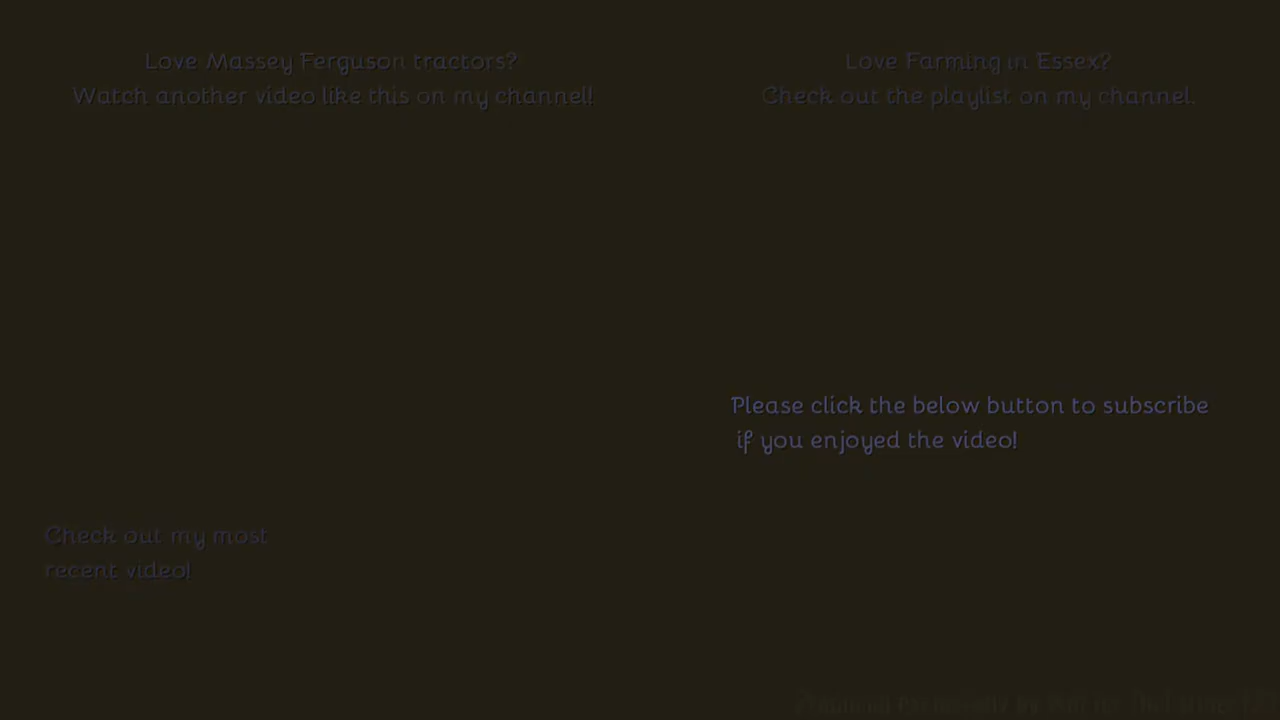 Love Massey Ferguson tractors?
Watch another video like this on my channel!
Love Farming in Essex?
Check out the playlist on my channel.
Please click the below button to subscribe
if you enjoyed the video!
Check out my most
recent video!